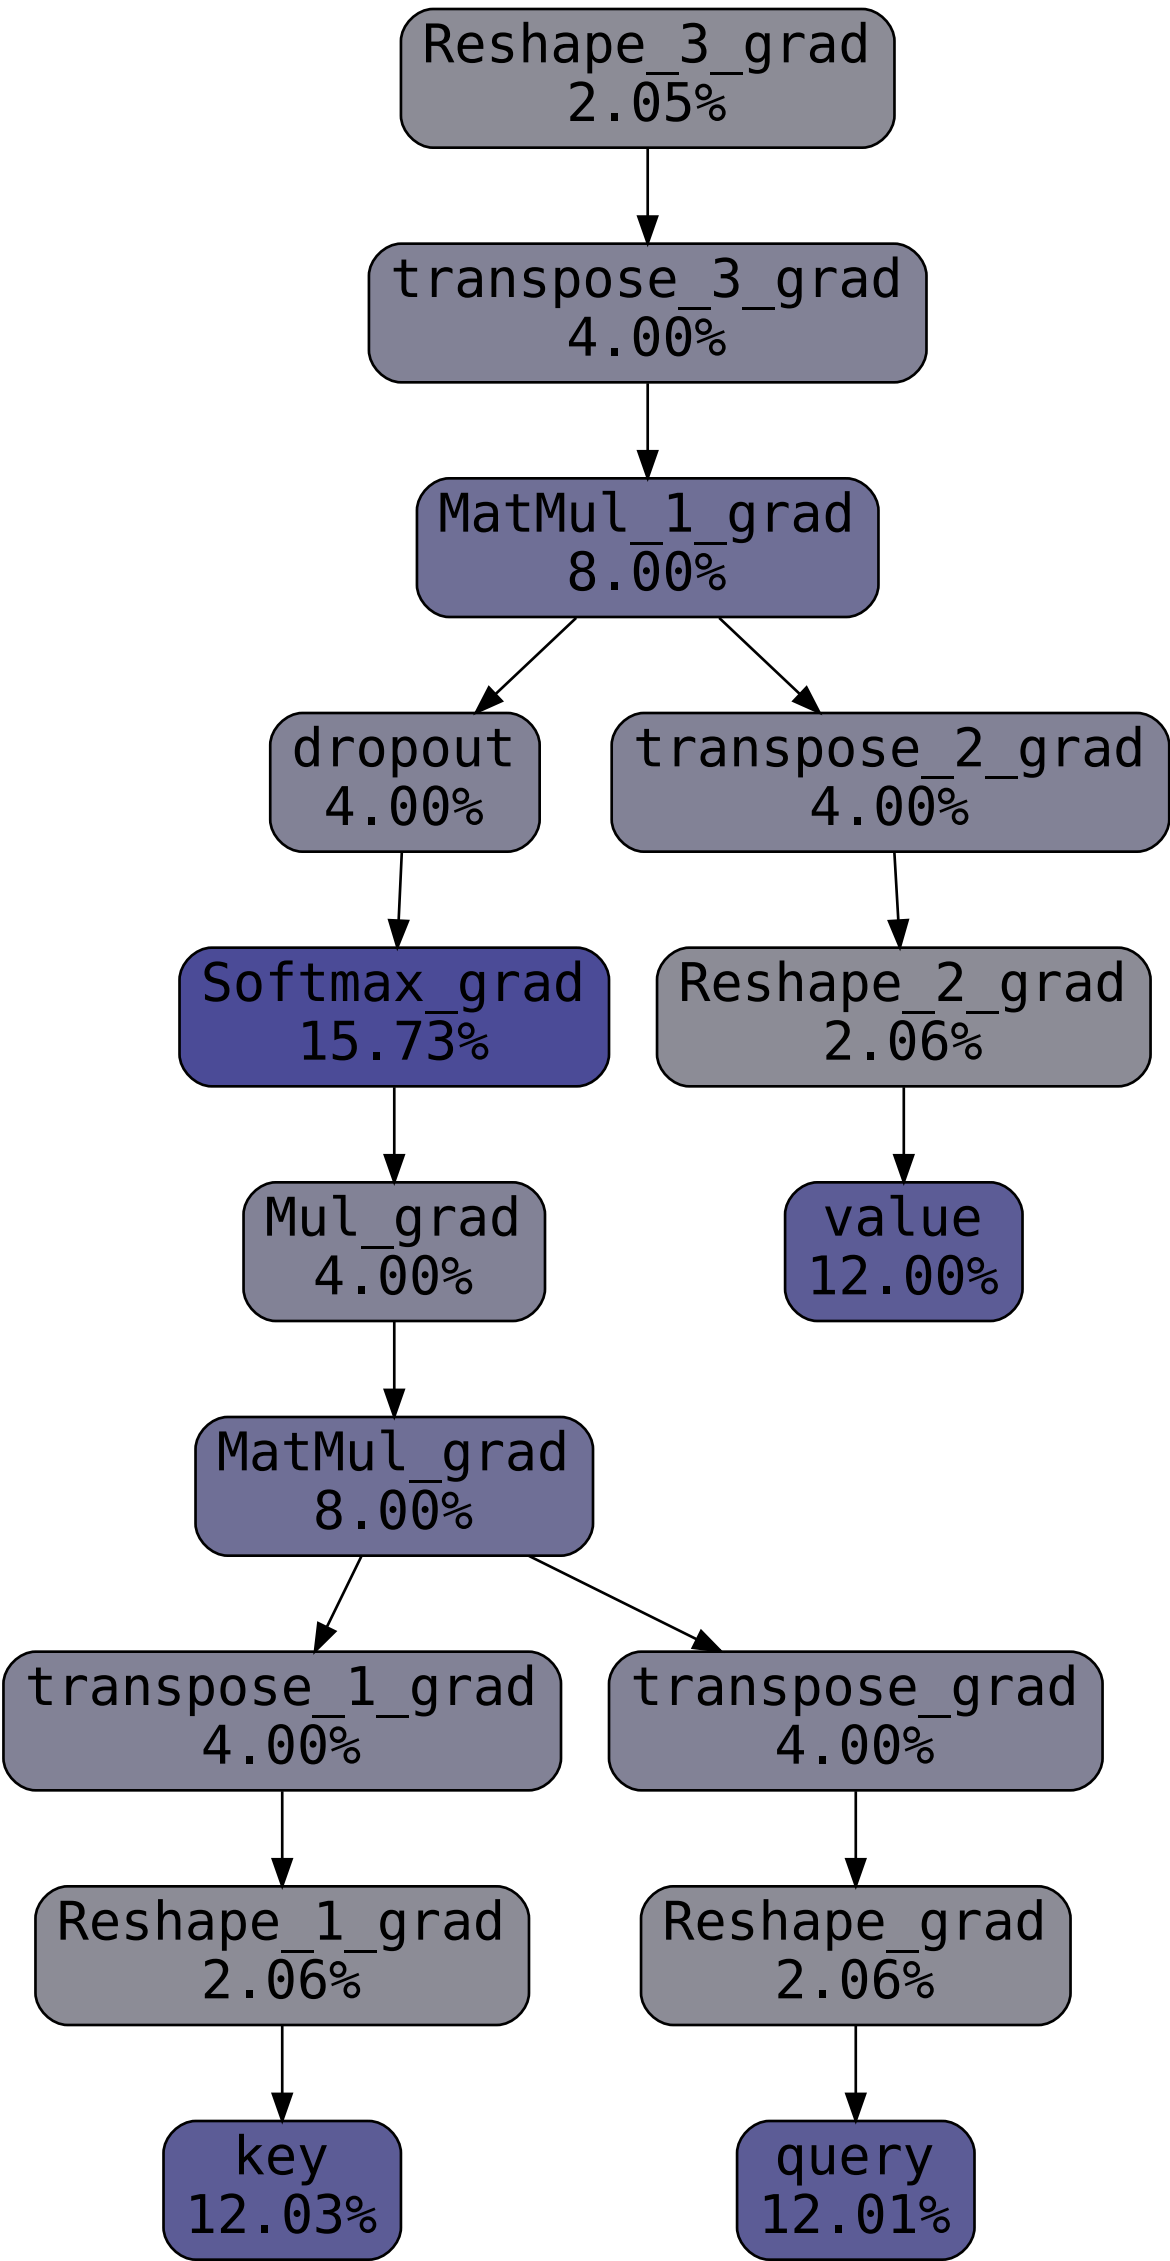 Reshape_3_grad
2.05%
transpose_3_grad
4.00%
MatMul_1_grad
8.00%
dropout
4.00%
transpose_2_grad
4.00%
Softmax_grad
15.73%
Reshape_2_grad
2.06%
Mul_grad
4.00%
value
12.00%
MatMul_grad
8.00%
transpose_1_grad
4.00%
transpose_grad
4.00%
Reshape_1_grad
2.06%
Reshape_grad
2.06%
key
12.03%
query
12.01%